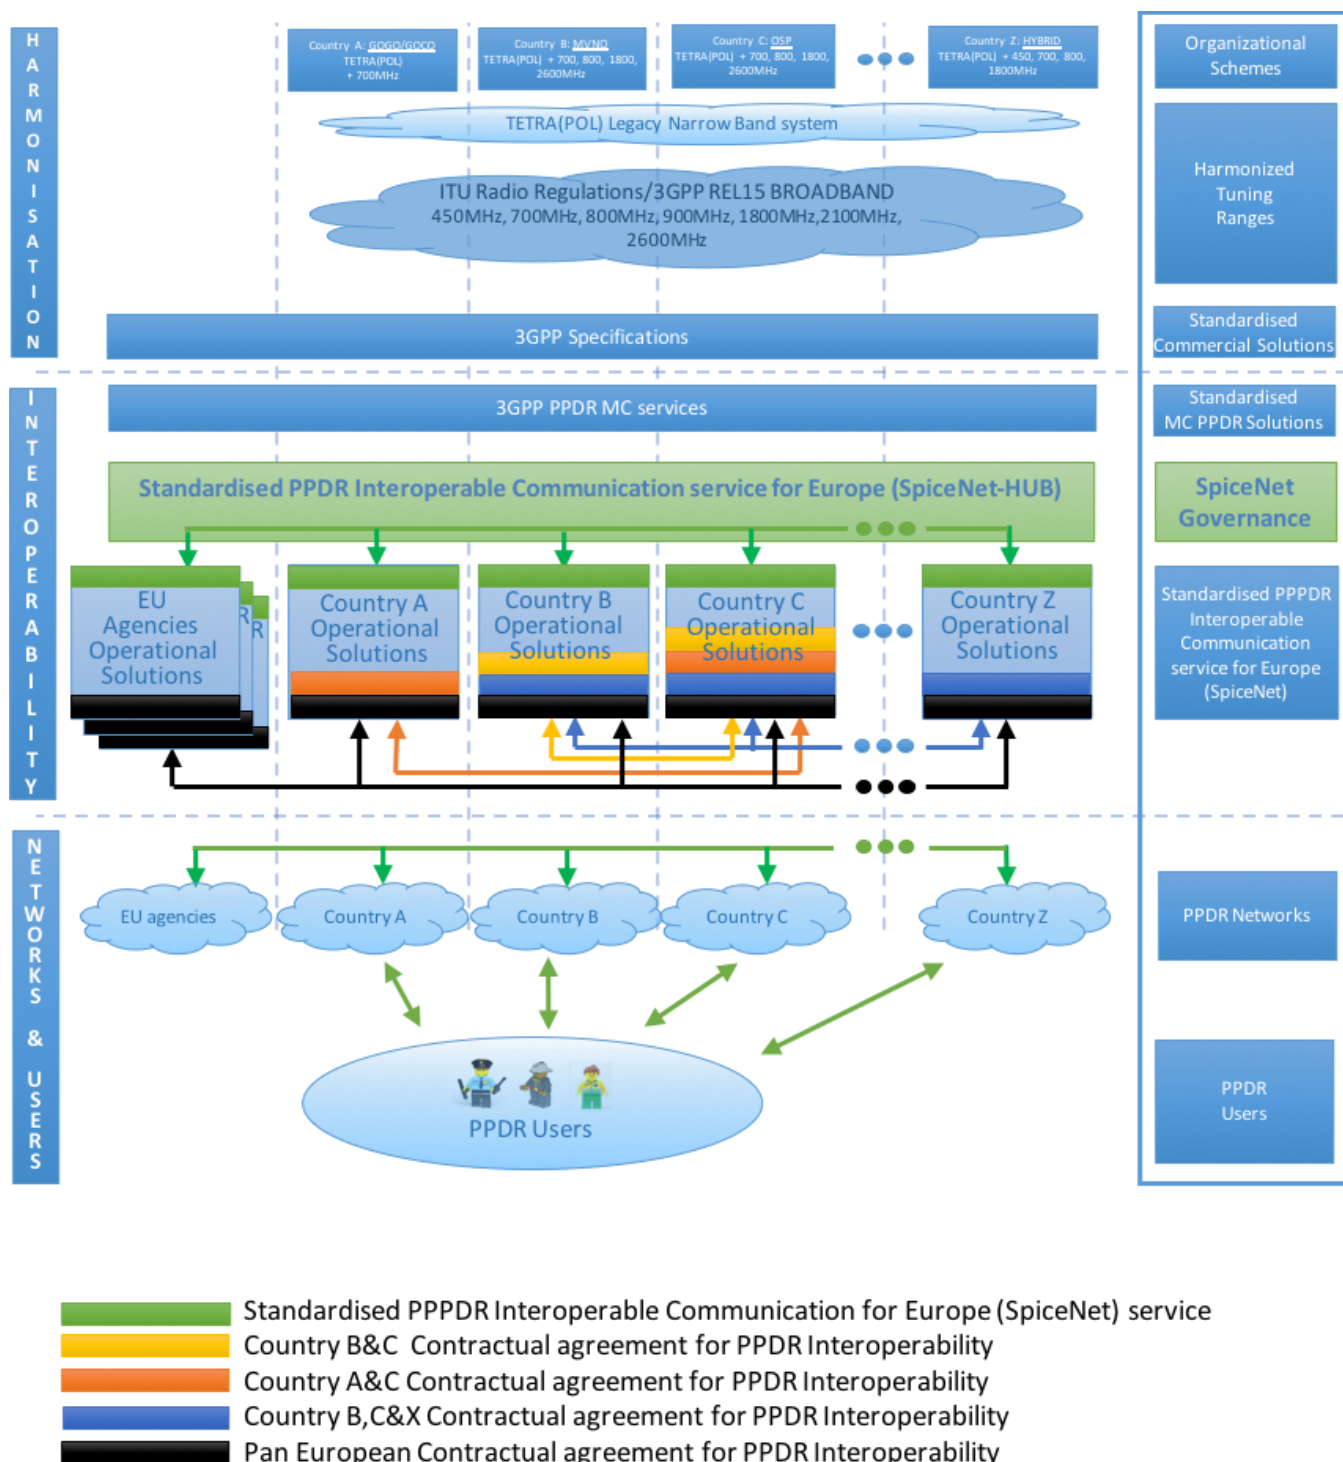 HARMONISATION
Country A: GOGO/GOCO
TETRA(POL)
+ 700MHz
Country B: MVNO
TETRA(POL) + 700, 800, 1800,
2600MHz
Country C: OSP
TETRA(POL) + 700, 800, 1800,
2600MHz
Country Z: HYBRID
TETRA(POL) + 450, 700, 800,
1800MHz
Organizational
Schemes
TETRA(POL) Legacy Narrow Band system
ITU Radio Regulations/3GPP REL15 BROADBAND
450MHz, 700MHz, 800MHz, 900MHz, 1800MHz,2100MHz,
2600MHz
Harmonized
Tuning
Ranges
3GPP Specifications
Standardised
Commercial Solutions
INTEROPERABILITY
3GPP PPDR MC services
Standardised
MC PPDR Solutions
Standardised PPDR Interoperable Communication service for Europe (SpiceNet-HUB)
SpiceNet
Governance
EU
Agencies
Operational
Solutions
R
R
Country A
Operational
Solutions
Country B
Operational
Solutions
Country C
Operational
Solutions
Country Z
Operational
Solutions
Standardised PPPDR
Interoperable
Communication
service for Europe
(SpiceNet)
NETWORKS & USERS
EU agencies
Country A
Country B
Country C
Country Z
PPDR Networks
PPDR Users
PPDR
Users
Standardised PPPDR Interoperable Communication for Europe (SpiceNet) service
Country B&C Contractual agreement for PPDR Interoperability
Country A&C Contractual agreement for PPDR Interoperability
Country B,C&X Contractual agreement for PPDR Interoperability
Pan European Contractual agreement for PPDR Interoperability